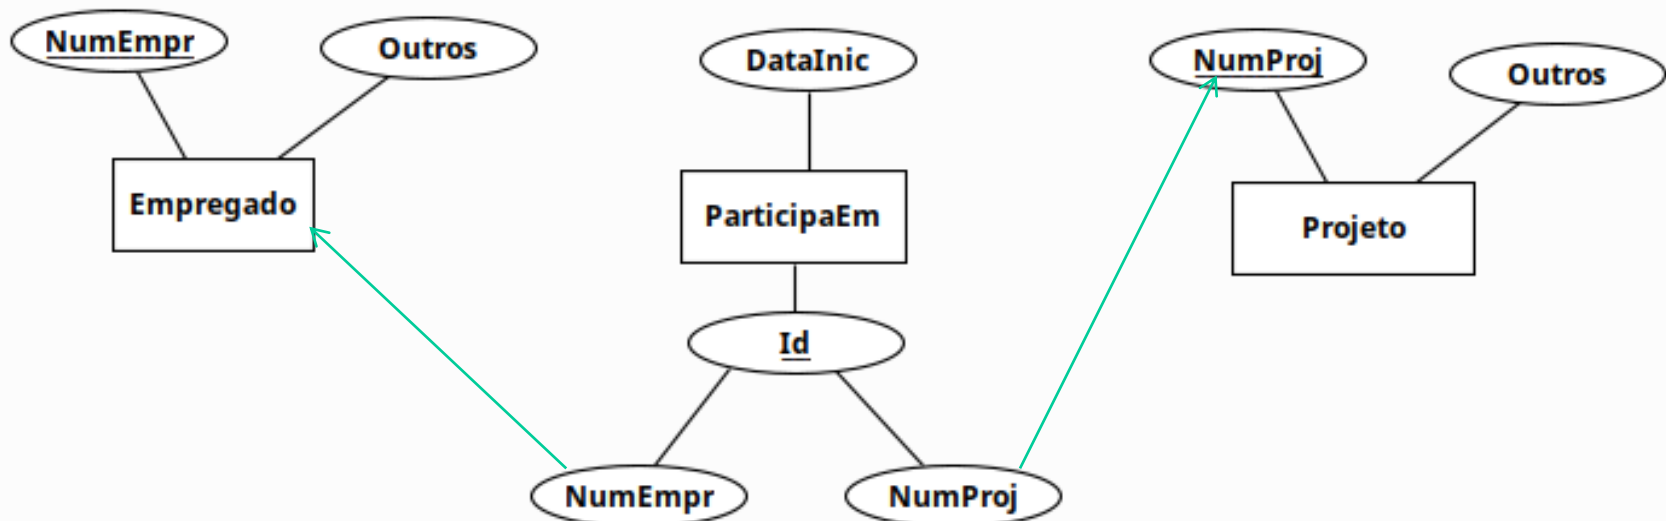 NumEmpr
Outros
DataInic
NumProj
Outros
Empregado
ParticipaEm
Projeto
Id
NumEmpr
NumProj